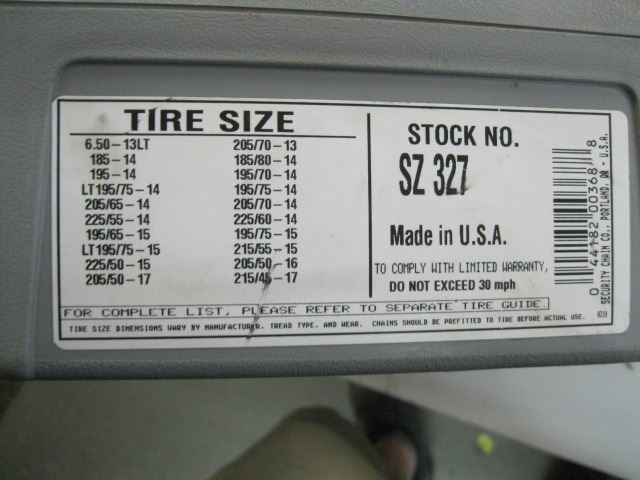 TIRE SIZE
6.50-13LT 205/70-13
185-14 185/80-14
195-14 195/70-14
LT195/75-14 195/75-14
205/65-14 205/70-14
225/55-14 225/60-14
195/65-15 195/75-15
LT195/75-15 215/55-15
225/50-15 205/50-16
205/50-17 215/45-17
STOCK NO.
SZ 327
Made in U.S.A.
TO COMPLY WITH LIMITED WARRANTY,
DO NOT EXCEED 30 mph
FOR COMPLETE LIST, PLEASE REFER TO SEPARATE TIRE GUIDE.
TIRE SIZE DIMENSIONS VARY BY MANUFACTURER, TREAD TYPE, AND WEAR. CHAINS SHOULD BE PREFITTED TO TIRE BEFORE ACTUAL USE.
0 44182 00368 8
SECURITY CHAIN CO., PORTLAND, OR - U.S.A.